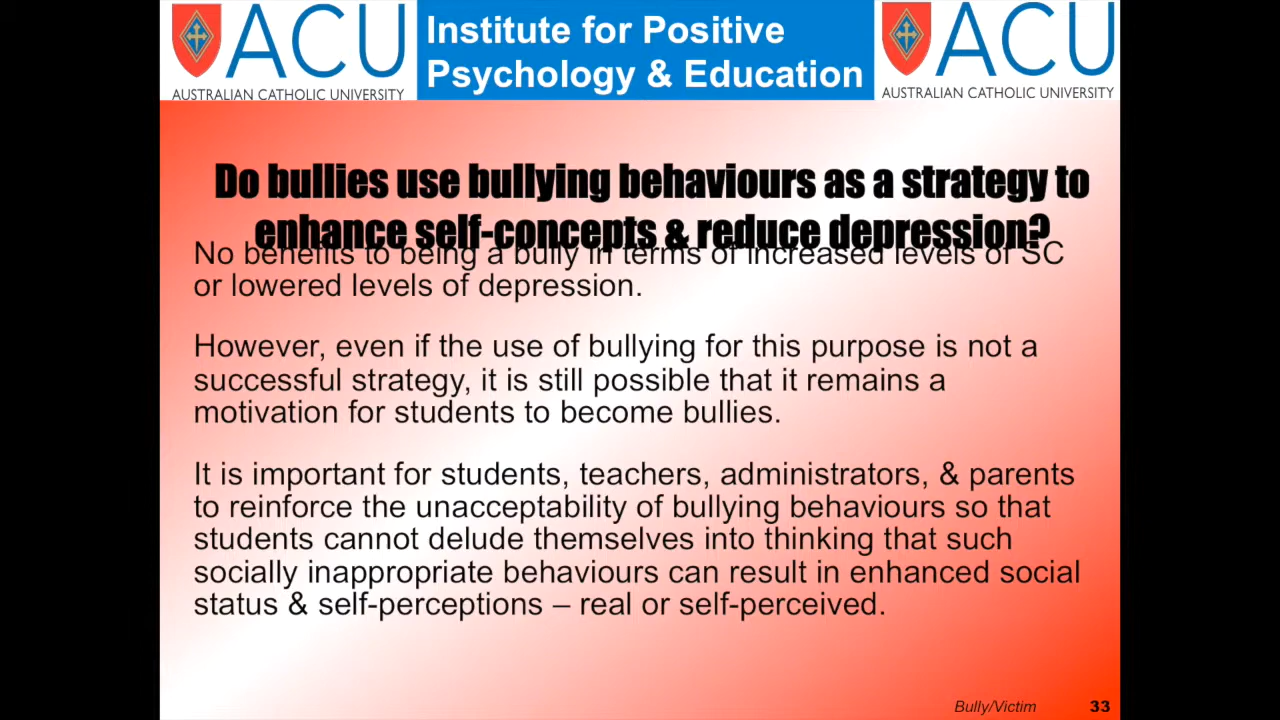 ACU
AUSTRALIAN CATHOLIC UNIVERSITY
Institute for Positive
Psychology & Education
ACU
AUSTRALIAN CATHOLIC UNIVERSITY
Do bullies use bullying behaviours as a strategy to
enhance self-concepts & reduce depression?
No benefits to being a bully in terms of increased levels of SC
or lowered levels of depression.
However, even if the use of bullying for this purpose is not a
successful strategy, it is still possible that it remains a
motivation for students to become bullies.
It is important for students, teachers, administrators, & parents
to reinforce the unacceptability of bullying behaviours so that
students cannot delude themselves into thinking that such
socially inappropriate behaviours can result in enhanced social
status & self-perceptions – real or self-perceived.
Bully/Victim 33